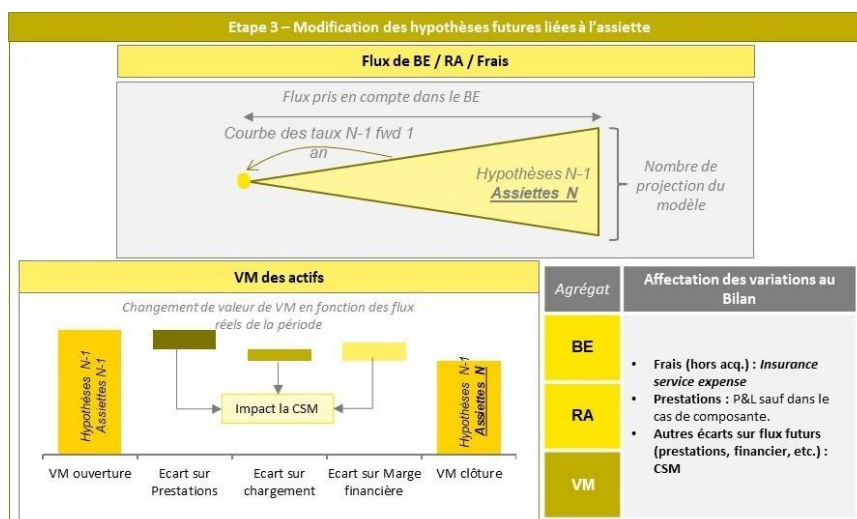 Etape 3 – Modification des hypothèses futures liées à l’assiette
Flux de BE / RA / Frais
Flux pris en compte dans le BE
Courbe des taux N-1 fwd 1
an
Hypothèses N-1
Assiettes N
Nombre de
projection du
modèle
VM des actifs
Changement de valeur de VM en fonction des flux
réels de la période
Hypothèses N-1
Assiettes N-1
Impact la CSM
Hypothèses N-1
Assiettes N
VM ouverture
Ecart sur
Prestations
Ecart sur
chargement
Ecart sur Marge
financière
VM clôture
Agrégat
Affectation des variations au
Bilan
BE
RA
VM
• Frais (hors acq.) : Insurance
service expense
• Prestations : P&L sauf dans le
cas de composante.
• Autres écarts sur flux futurs
(prestations, financier, etc.) :
CSM